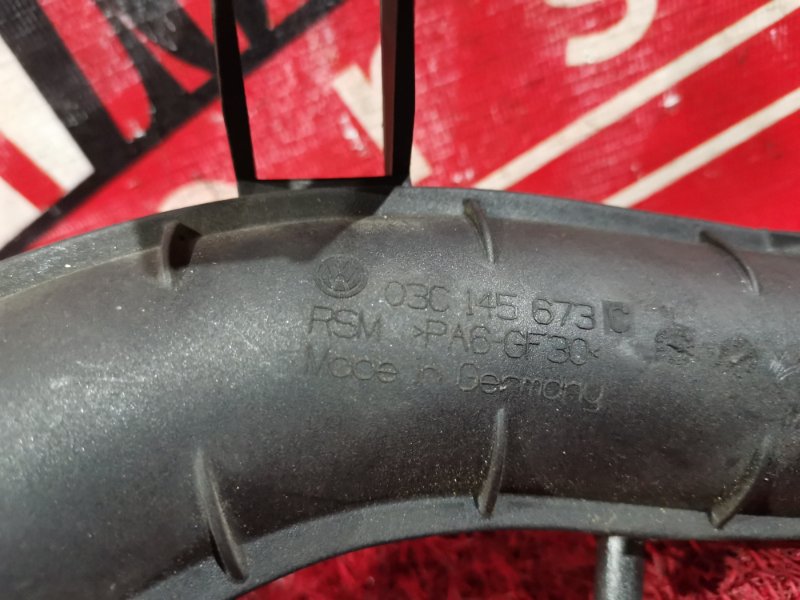 03C 145 673 C
RSM >PA6-GF30<
Made in Germany